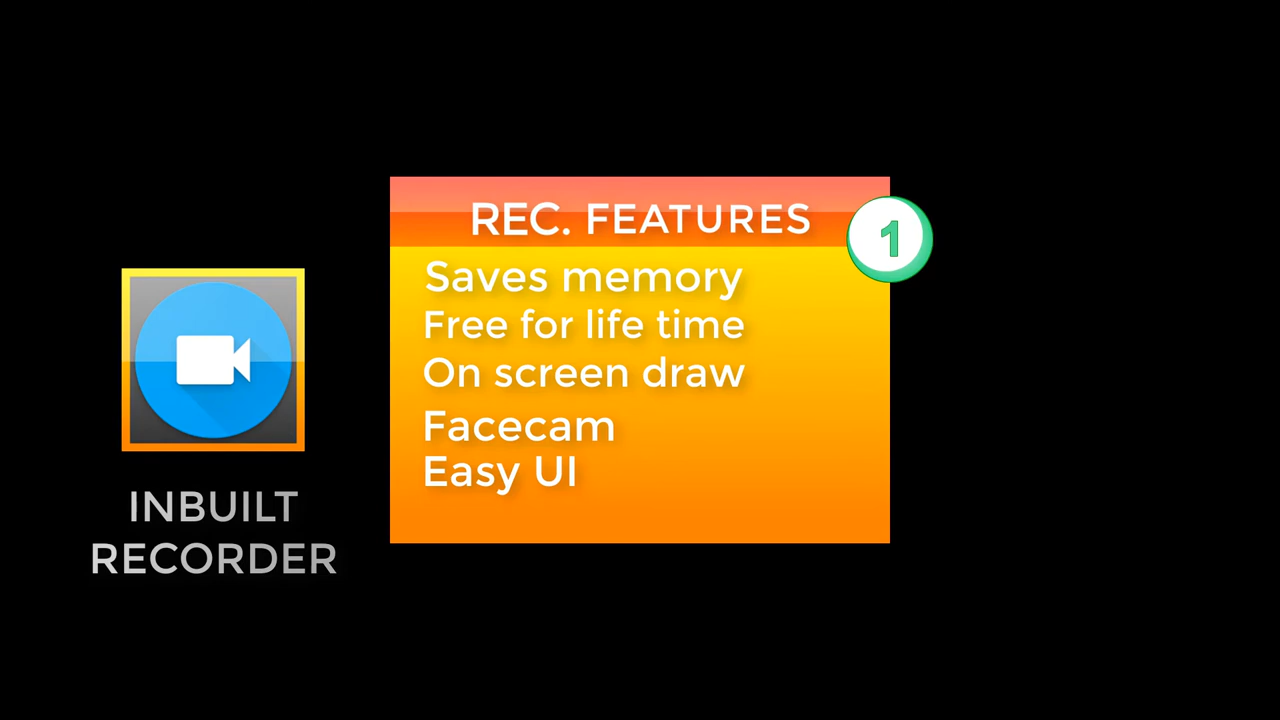 REC. FEATURES
1
Saves memory
Free for life time
On screen draw
Facecam
Easy UI
INBUILT
RECORDER